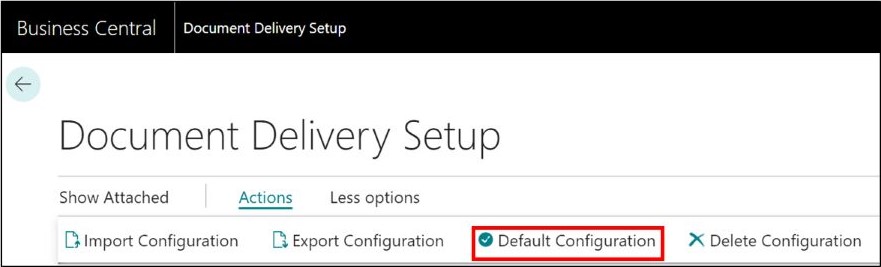 Business Central Document Delivery Setup
Document Delivery Setup
Show Attached Actions Less options
Import Configuration Export Configuration Default Configuration Delete Configuration